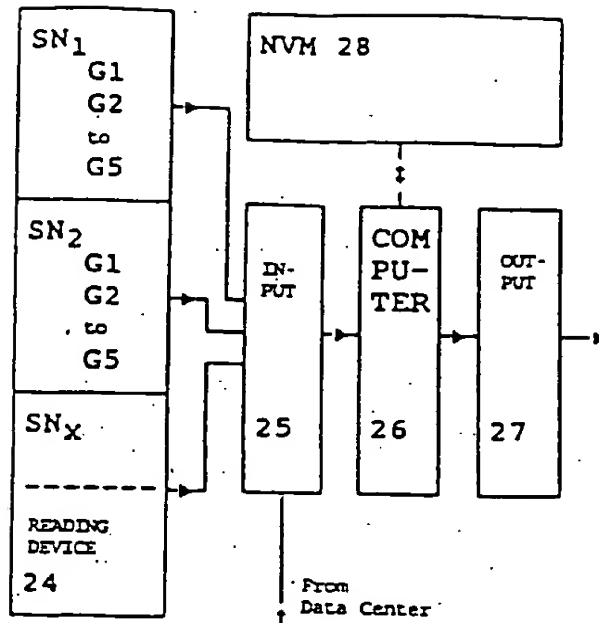 SN1
G1
G2
to
G5
SN2
G1
G2
to
G5
SNX
READING
DEVICE
24
NVM 28
IN-
PUT
25
COM
PU-
TER
26
OUT-
PUT
27
From
Data Center